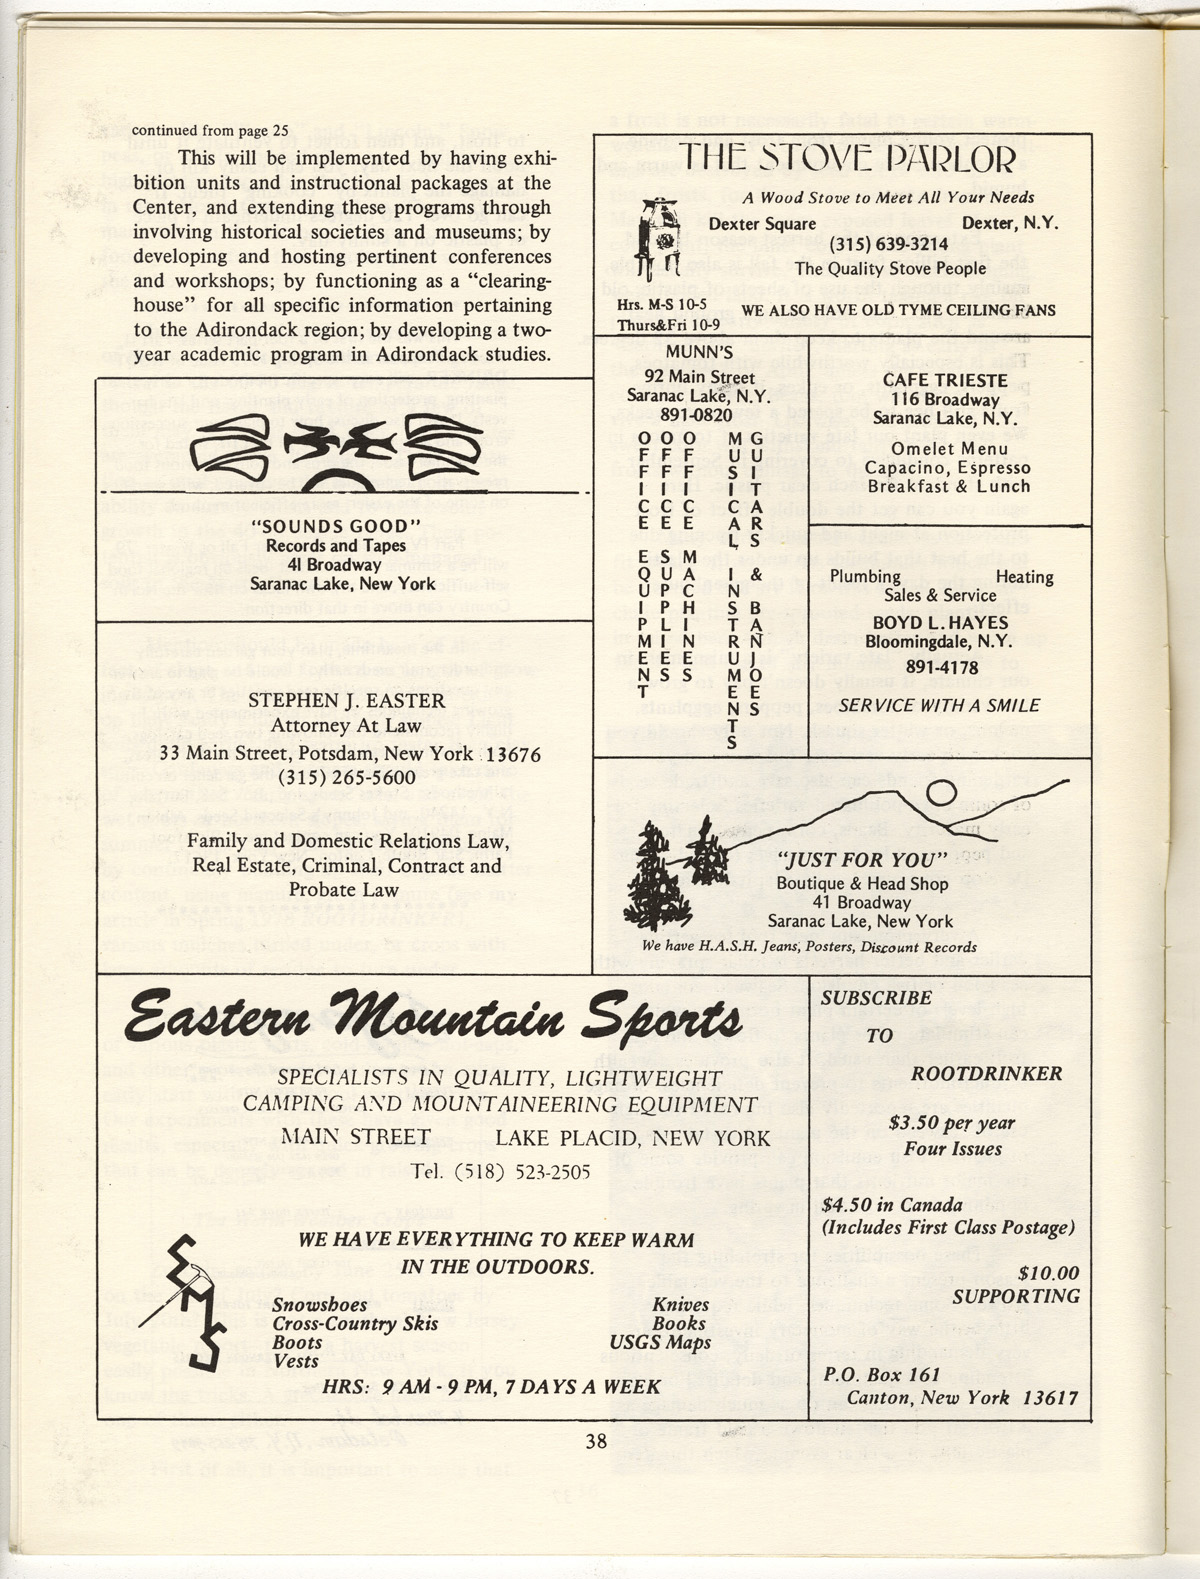 continued from page 25
This will be implemented by having exhi-
bition units and instructional packages at the
Center, and extending these programs through
involving historical societies and museums; by
developing and hosting pertinent conferences
and workshops; by functioning as a “clearing-
house” for all specific information pertaining
to the Adirondack region; by developing a two-
year academic program in Adirondack studies.
"SOUNDS GOOD"
Records and Tapes
41 Broadway
Saranac Lake, New York
STEPHEN J. EASTER
Attorney At Law
33 Main Street, Potsdam, New York 13676
(315) 265-5600
Family and Domestic Relations Law,
Real Estate, Criminal, Contract and
Probate Law
THE STOVE PARLOR
A Wood Stove to Meet All Your Needs
Dexter Square Dexter, N.Y.
(315) 639-3214
The Quality Stove People
Hrs. M-S 10-5
Thurs&Fri 10-9
WE ALSO HAVE OLD TYME CEILING FANS
MUNN'S
92 Main Street
Saranac Lake, N.Y.
891-0820
OFFICE EQUIPMENT
OFFICE SUPPLIES
OFFICE MACHINES
MUSICAL INSTRUMENTS
GUITARS & BANJOES
CAFE TRIESTE
116 Broadway
Saranac Lake, N.Y.
Omelet Menu
Capacino, Espresso
Breakfast & Lunch
Plumbing Heating
Sales & Service
BOYD L. HAYES
Bloomingdale, N.Y.
891-4178
SERVICE WITH A SMILE
"JUST FOR YOU"
Boutique & Head Shop
41 Broadway
Saranac Lake, New York
We have H.A.S.H. Jeans, Posters, Discount Records
Eastern Mountain Sports
SPECIALISTS IN QUALITY, LIGHTWEIGHT
CAMPING AND MOUNTAINEERING EQUIPMENT
MAIN STREET LAKE PLACID, NEW YORK
Tel. (518) 523-2505
WE HAVE EVERYTHING TO KEEP WARM
IN THE OUTDOORS.
EMS
Snowshoes Knives
Cross-Country Skis Books
Boots USGS Maps
Vests
HRS: 9 AM - 9 PM, 7 DAYS A WEEK
SUBSCRIBE
TO
ROOTDRINKER
$3.50 per year
Four Issues
$4.50 in Canada
(Includes First Class Postage)
$10.00
SUPPORTING
P.O. Box 161
Canton, New York 13617
38